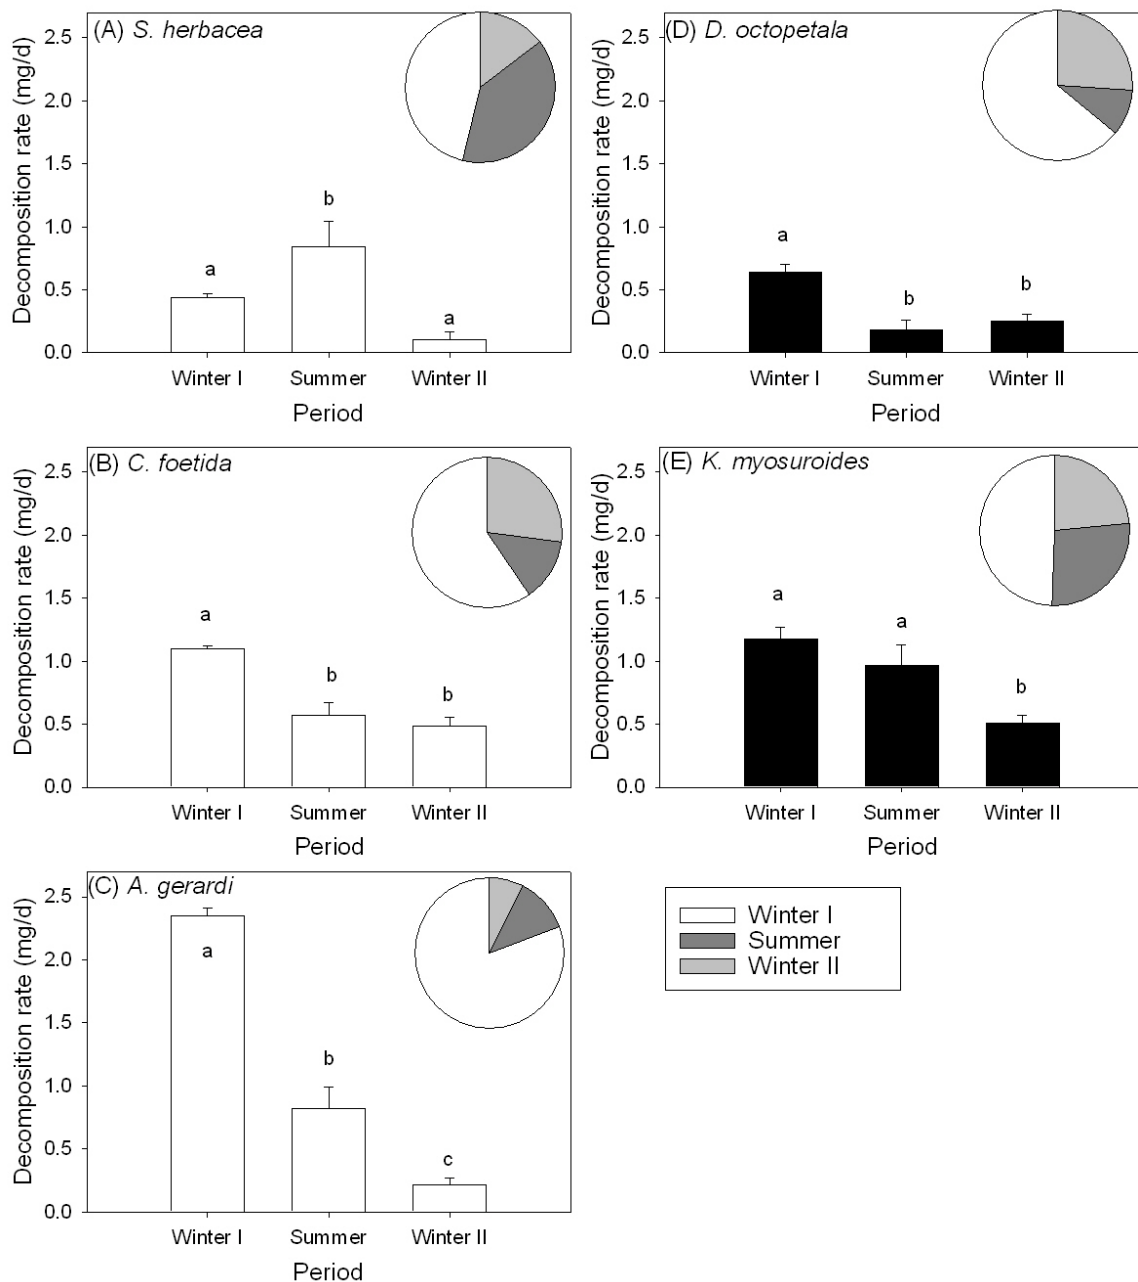 (A) S. herbacea
Decomposition rate (mg/d)
2.5
2.0
1.5
1.0
0.5
0.0
a
b
a
Winter I Summer Winter II
Period
(D) D. octopetala
Decomposition rate (mg/d)
2.5
2.0
1.5
1.0
0.5
0.0
a
b
b
Winter I Summer Winter II
Period
(B) C. foetida
Decomposition rate (mg/d)
2.5
2.0
1.5
1.0
0.5
0.0
a
b
b
Winter I Summer Winter II
Period
(E) K. myosuroides
Decomposition rate (mg/d)
2.5
2.0
1.5
1.0
0.5
0.0
a
a
b
Winter I Summer Winter II
Period
(C) A. gerardi
Decomposition rate (mg/d)
2.5
2.0
1.5
1.0
0.5
0.0
a
b
c
Winter I Summer Winter II
Period
Winter I
Summer
Winter II